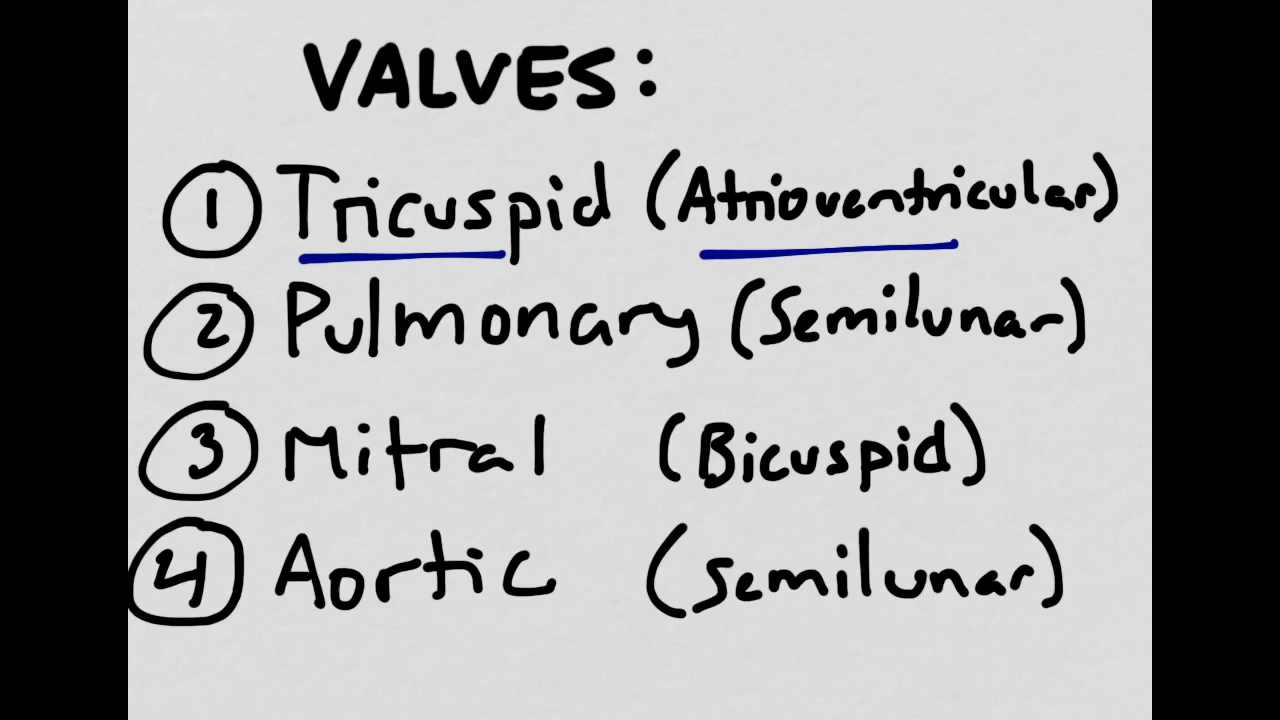 VALVES:
1 Tricuspid (Atrioventricular)
2 Pulmonary (Semilunar)
3 Mitral (Bicuspid)
4 Aortic (Semilunar)